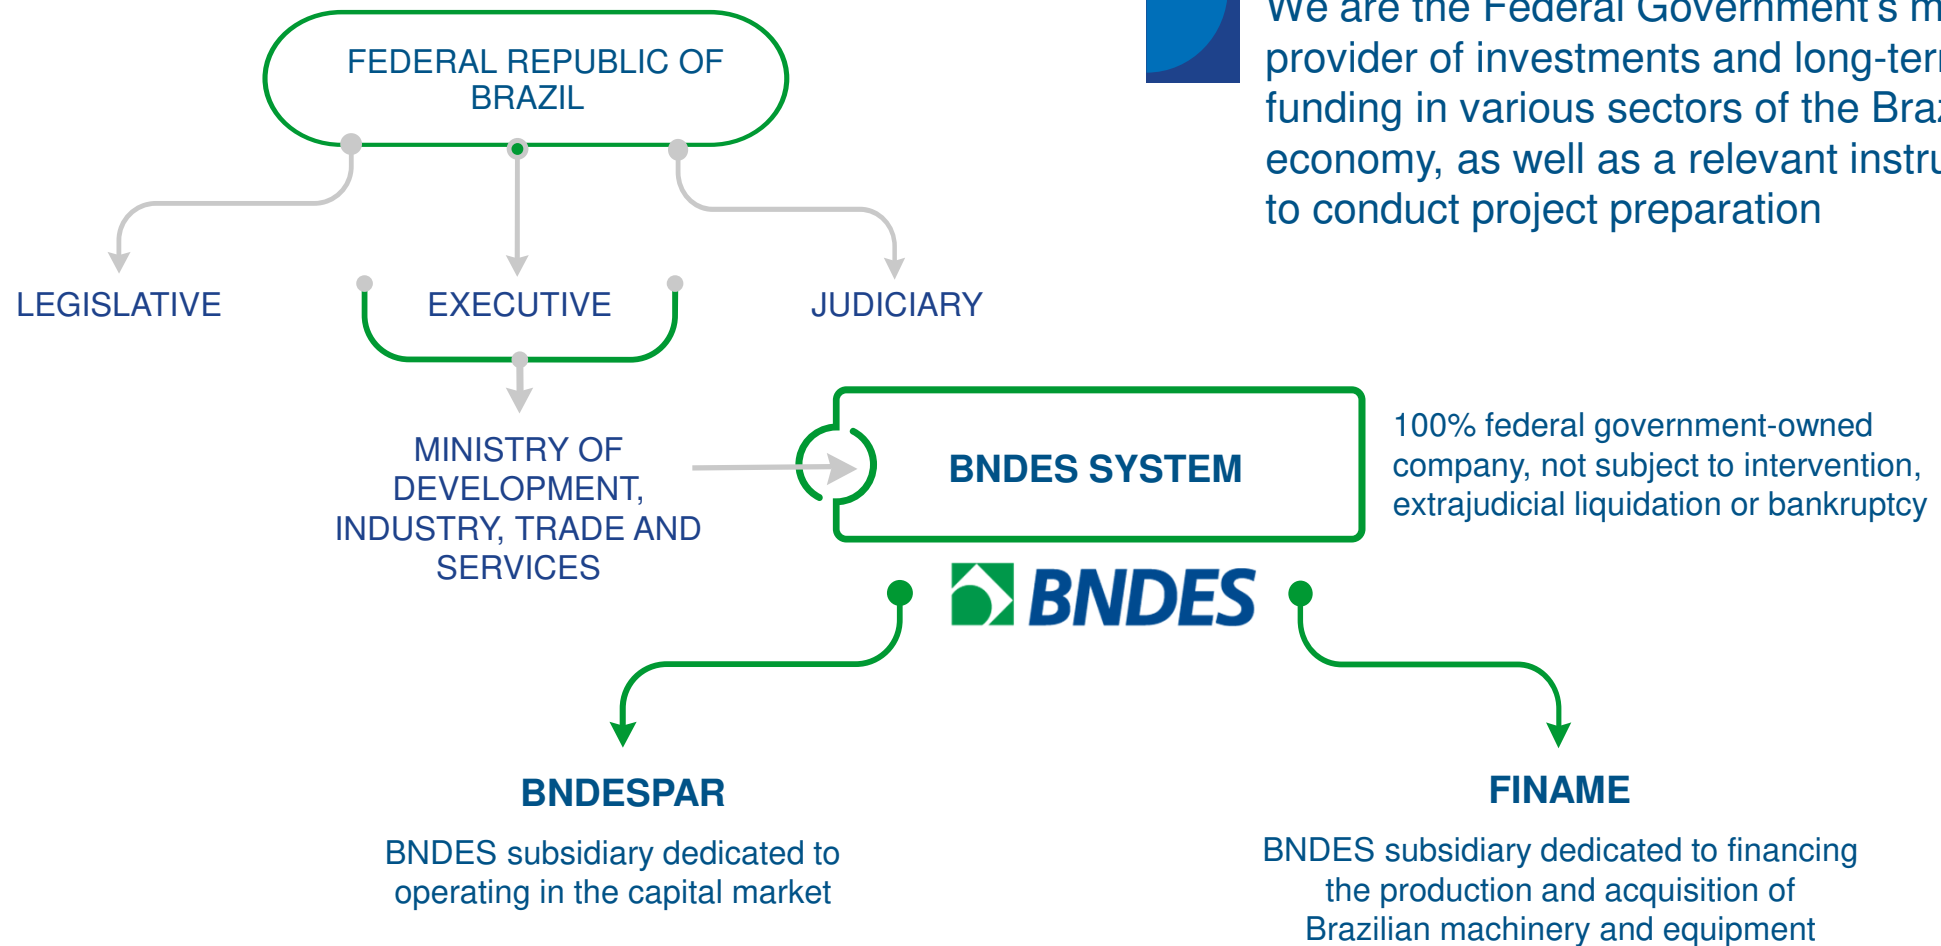 We are the Federal Government's
provider of investments and long-term
funding in various sectors of the
economy, as well as a relevant
to conduct project preparation
FEDERAL REPUBLIC OF
BRAZIL
LEGISLATIVE
EXECUTIVE
JUDICIARY
MINISTRY OF
DEVELOPMENT,
INDUSTRY, TRADE AND
SERVICES
BNDES SYSTEM
100% federal government-owned
company, not subject to intervention,
extrajudicial liquidation or bankruptcy
BNDES
BNDESPAR
BNDES subsidiary dedicated to
operating in the capital market
FINAME
BNDES subsidiary dedicated to financing
the production and acquisition of
Brazilian machinery and equipment